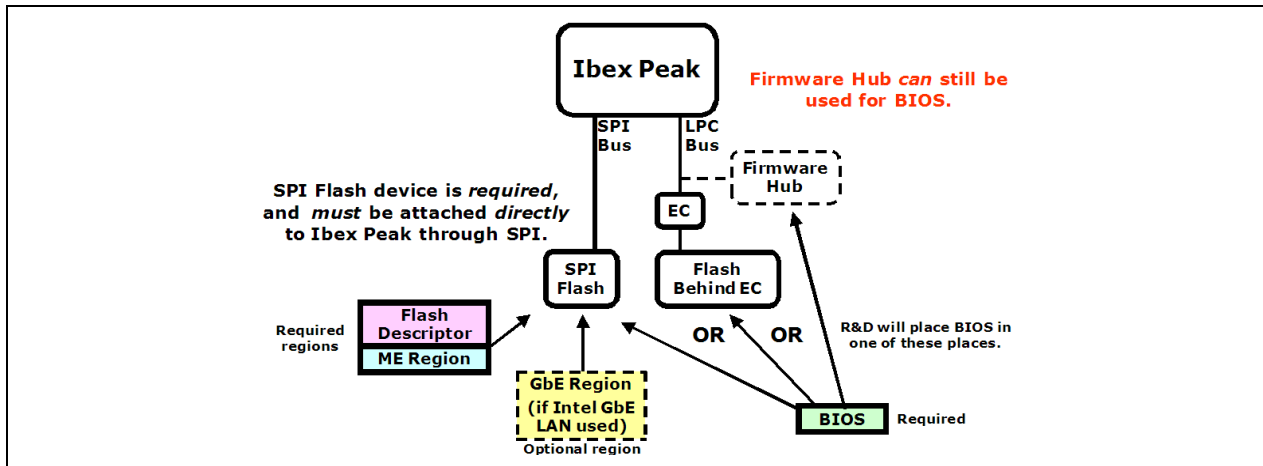 Ibex Peak
Firmware Hub can still be
used for BIOS.
SPI
Bus
LPC
Bus
Firmware
Hub
SPI Flash device is required,
and must be attached directly
to Ibex Peak through SPI.
EC
SPI
Flash
Flash
Behind EC
Required
regions
Flash
Descriptor
ME Region
OR
OR
R&D will place BIOS in
one of these places.
GbE Region
(if Intel GbE
LAN used)
Optional region
BIOS
Required